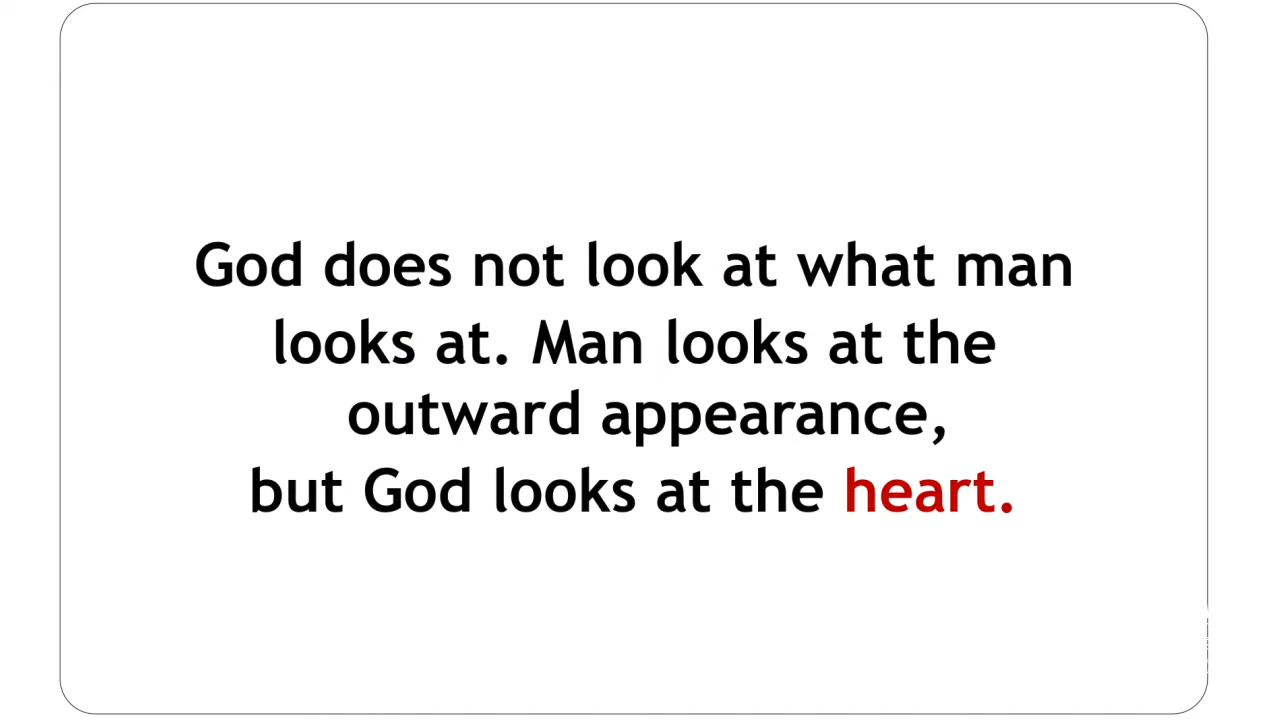 God does not look at what man
looks at. Man looks at the
outward appearance,
but God looks at the heart.